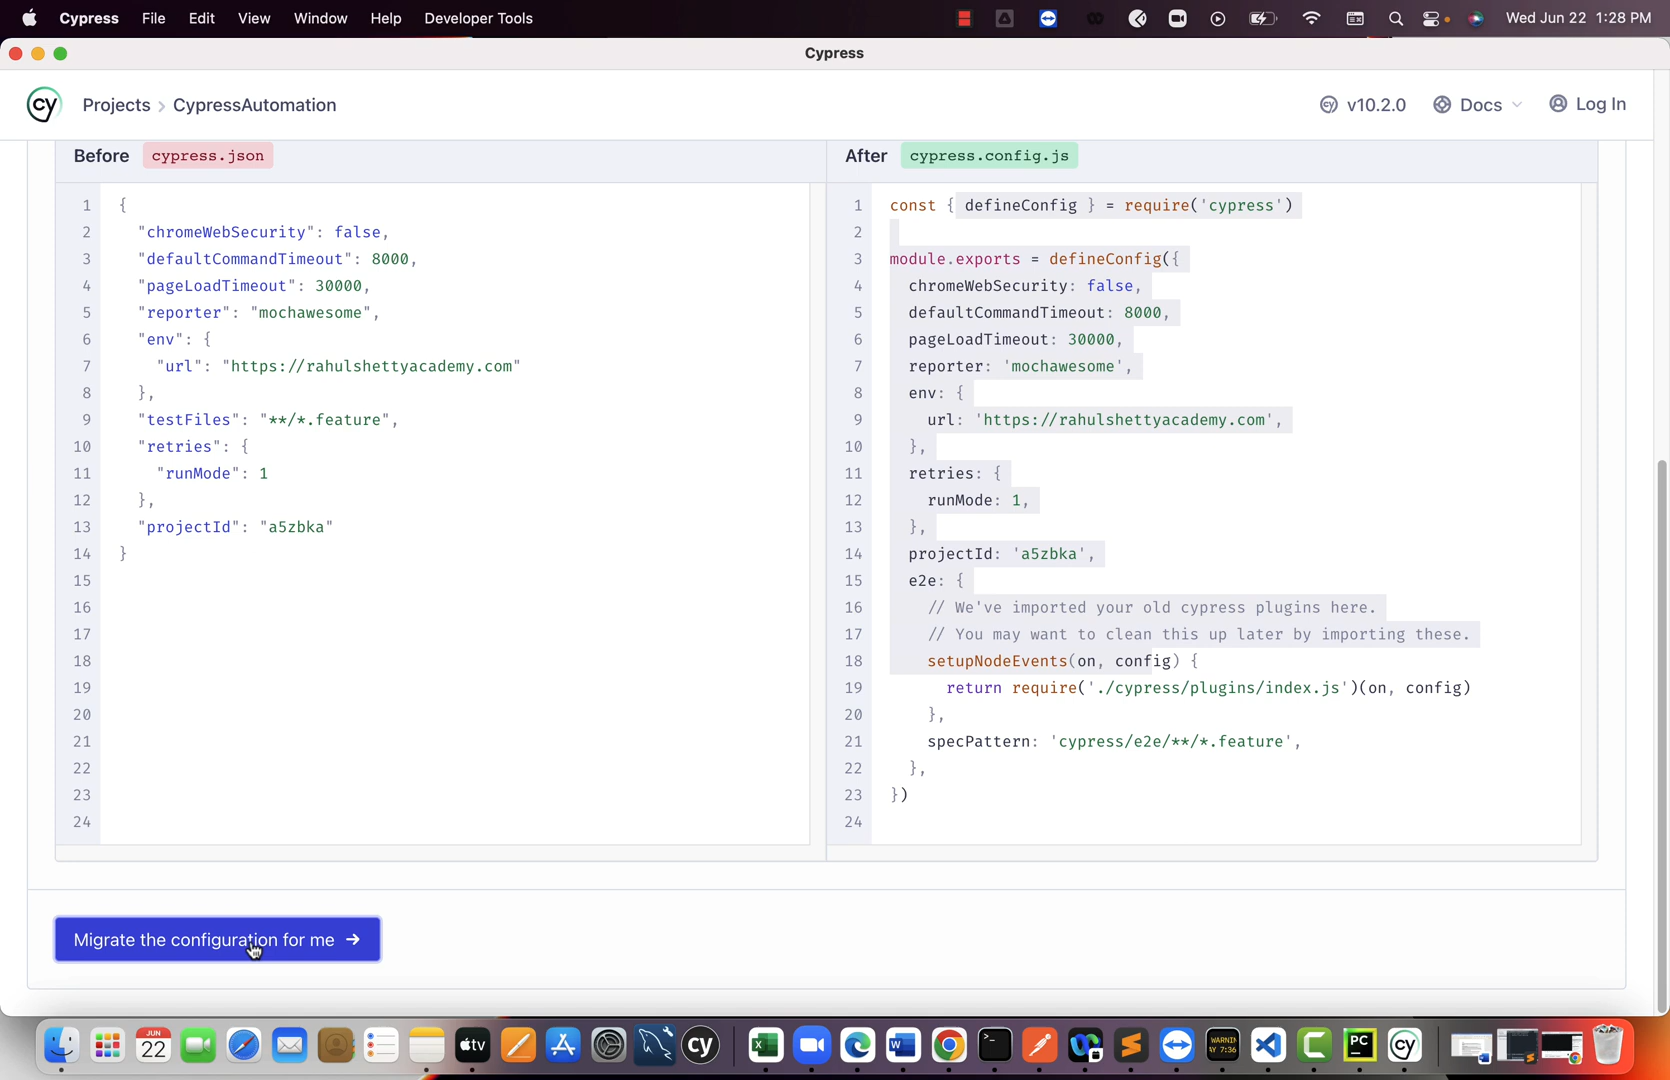 Cypress File Edit View Window Help Developer Tools Wed Jun 22 1:28 PM
Cypress
cy Projects › CypressAutomation cy v10.2.0 Docs Log In
Before cypress.json
1 {
2 "chromeWebSecurity": false,
3 "defaultCommandTimeout": 8000,
4 "pageLoadTimeout": 30000,
5 "reporter": "mochawesome",
6 "env": {
7 "url": "https://rahulshettyacademy.com"
8 },
9 "testFiles": "**/*.feature",
10 "retries": {
11 "runMode": 1
12 },
13 "projectId": "a5zbka"
14 }
15
16
17
18
19
20
21
22
23
24
After cypress.config.js
1 const { defineConfig } = require('cypress')
2
3 module.exports = defineConfig({
4 chromeWebSecurity: false,
5 defaultCommandTimeout: 8000,
6 pageLoadTimeout: 30000,
7 reporter: 'mochawesome',
8 env: {
9 url: 'https://rahulshettyacademy.com',
10 },
11 retries: {
12 runMode: 1,
13 },
14 projectId: 'a5zbka',
15 e2e: {
16 // We've imported your old cypress plugins here.
17 // You may want to clean this up later by importing these.
18 setupNodeEvents(on, config) {
19 return require('./cypress/plugins/index.js')(on, config)
20 },
21 specPattern: 'cypress/e2e/**/*.feature',
22 },
23 })
24
Migrate the configuration for me →
JUN
22
tv
cy
PC
cy